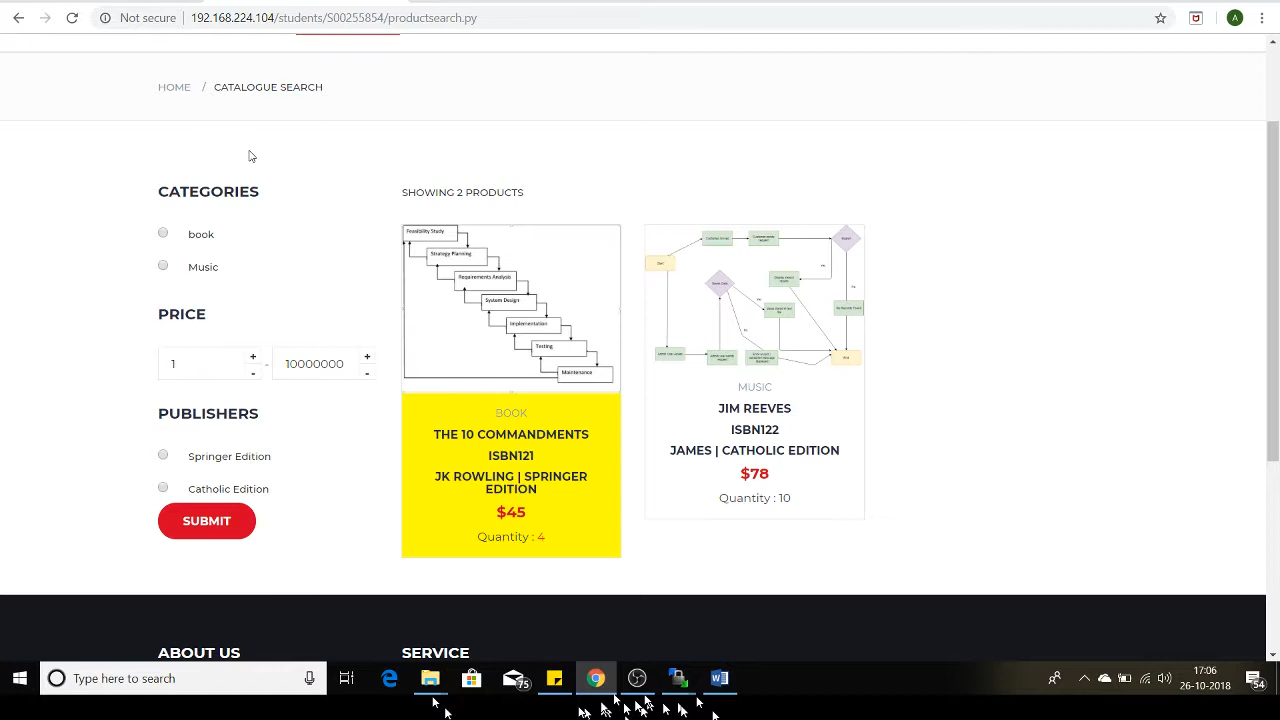 Not secure 192.168.224.104/students/S00255854/productsearch.py
A
HOME / CATALOGUE SEARCH
CATEGORIES
book
Music
PRICE
1 + - - 10000000 + -
PUBLISHERS
Springer Edition
Catholic Edition
SUBMIT
SHOWING 2 PRODUCTS
Feasibility Study
Strategy Planning
Requirements Analysis
System Design
Implementation
Testing
Maintenance
BOOK
THE 10 COMMANDMENTS
ISBN121
JK ROWLING | SPRINGER
EDITION
$45
Quantity : 4
MUSIC
JIM REEVES
ISBN122
JAMES | CATHOLIC EDITION
$78
Quantity : 10
ABOUT US
SERVICE
Type here to search
75
17:06
26-10-2018
54